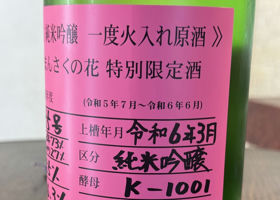 純米吟醸 一度火入れ原酒》
まんさくの花 特別限定酒
(令和5年7月〜令和6年6月)
上槽年月 令和6年3月
区分 純米吟醸
酵母 K-1001